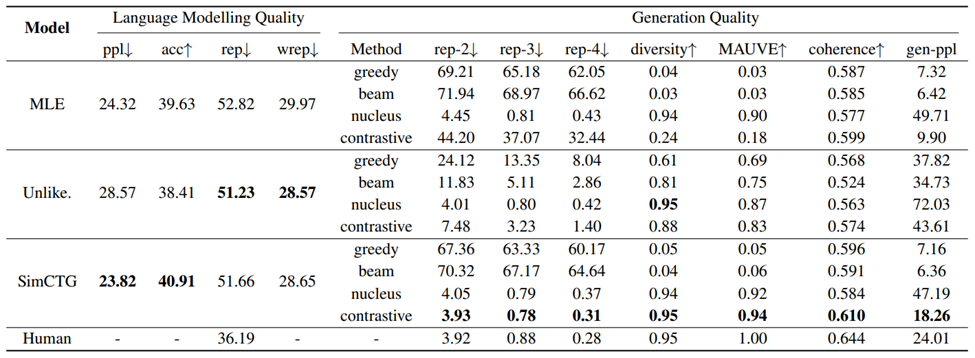 Model Language Modelling Quality Generation Quality
ppl↓ acc↑ rep↓ wrep↓ Method rep-2↓ rep-3↓ rep-4↓ diversity↑ MAUVE↑ coherence↑ gen-ppl
MLE 24.32 39.63 52.82 29.97 greedy 69.21 65.18 62.05 0.04 0.03 0.587 7.32
beam 71.94 68.97 66.62 0.03 0.03 0.585 6.42
nucleus 4.45 0.81 0.43 0.94 0.90 0.577 49.71
contrastive 44.20 37.07 32.44 0.24 0.18 0.599 9.90
Unlike. 28.57 38.41 51.23 28.57 greedy 24.12 13.35 8.04 0.61 0.69 0.568 37.82
beam 11.83 5.11 2.86 0.81 0.75 0.524 34.73
nucleus 4.01 0.80 0.42 0.95 0.87 0.563 72.03
contrastive 7.48 3.23 1.40 0.88 0.83 0.574 43.61
SimCTG 23.82 40.91 51.66 28.65 greedy 67.36 63.33 60.17 0.05 0.05 0.596 7.16
beam 70.32 67.17 64.64 0.04 0.06 0.591 6.36
nucleus 4.05 0.79 0.37 0.94 0.92 0.584 47.19
contrastive 3.93 0.78 0.31 0.95 0.94 0.610 18.26
Human - - 36.19 - - 3.92 0.88 0.28 0.95 1.00 0.644 24.01